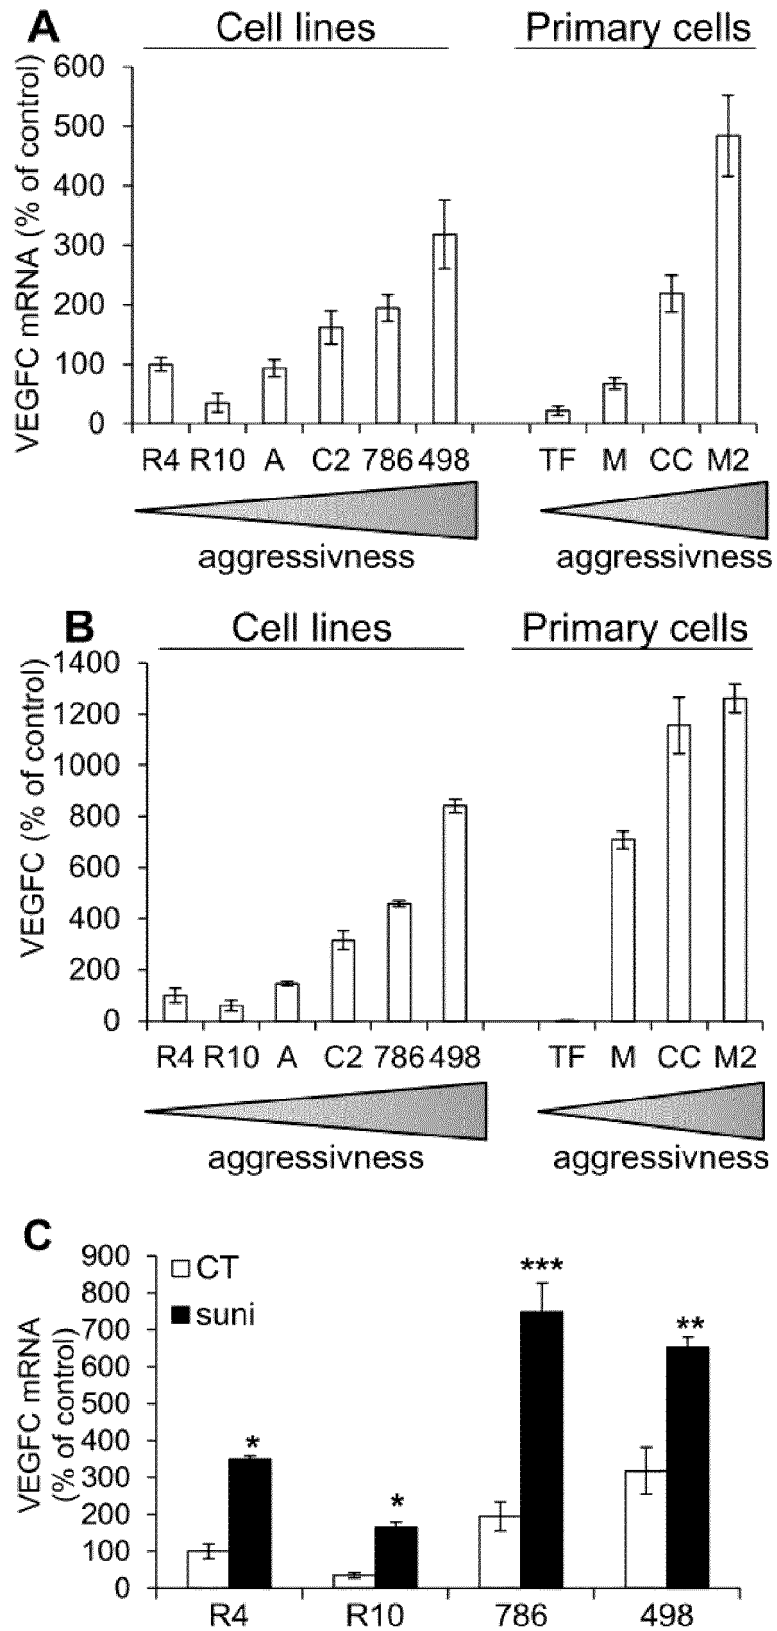 A
Cell lines Primary cells
VEGFC mRNA (% of control)
600
500
400
300
200
100
0
R4 R10 A C2 786 498 TF M CC M2
aggressivness aggressivness
B
Cell lines Primary cells
VEGFC (% of control)
1400
1200
1000
800
600
400
200
0
R4 R10 A C2 786 498 TF M CC M2
aggressivness aggressivness
C
VEGFC mRNA
(% of control)
900
800
700
600
500
400
300
200
100
0
CT
suni
* * *** **
R4 R10 786 498